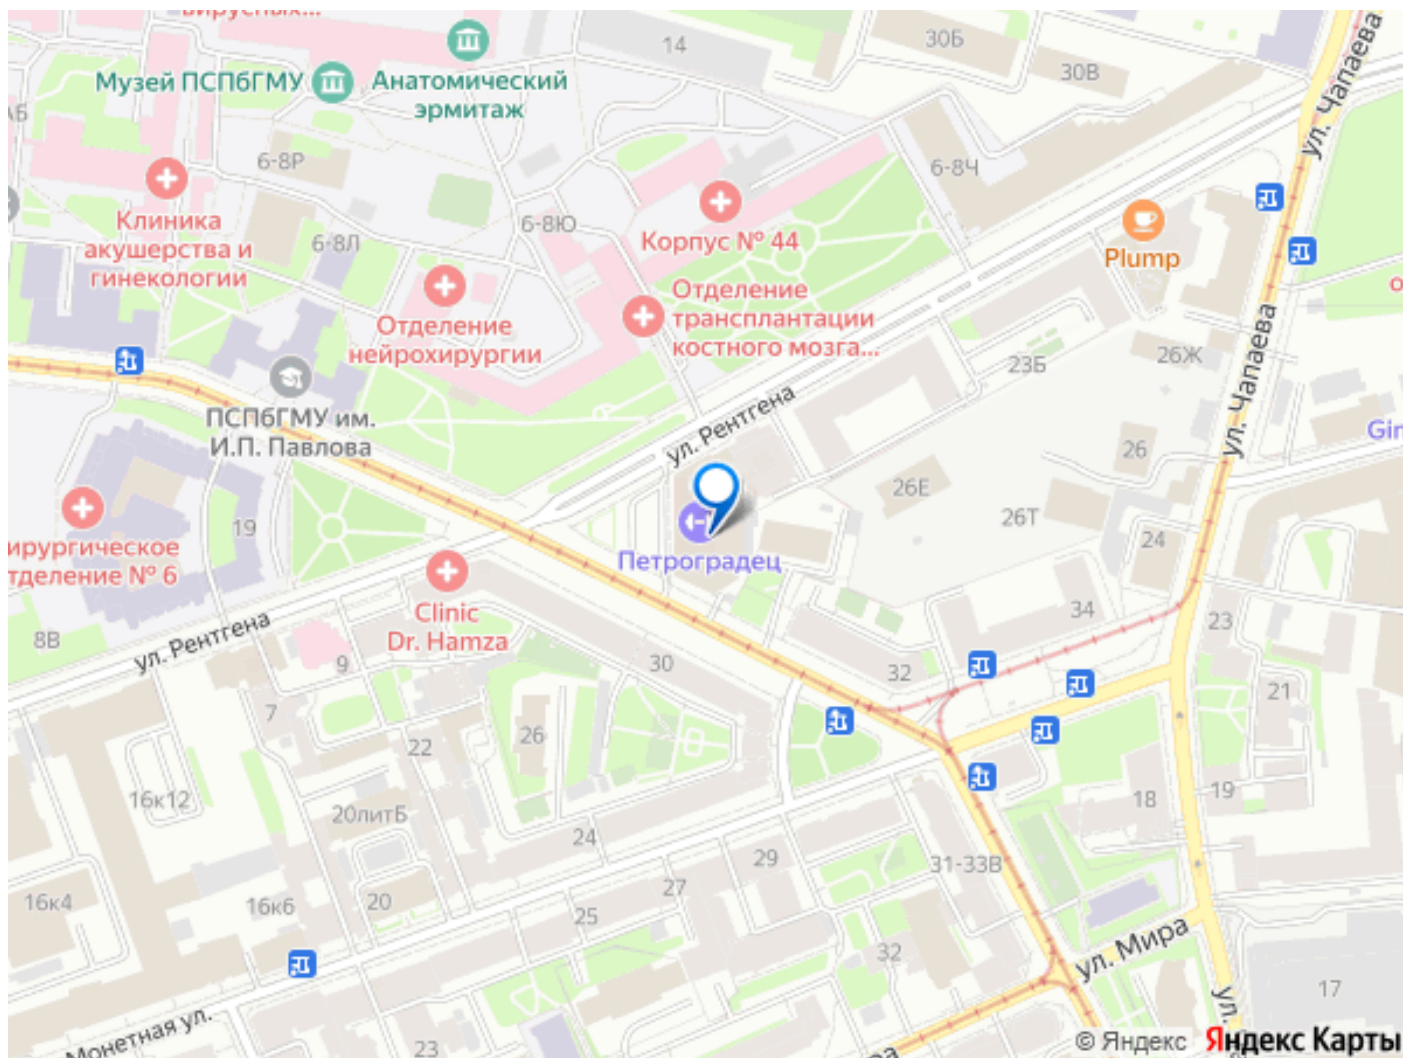 вирусных...
Музей ПСПбГМУ
Анатомический
эрмитаж
14
30Б
30В
ул. Чапаева
6-8Р
6-8Ч
Клиника
акушерства и
гинекологии
6-8Л
6-8Ю
Корпус № 44
Plump
Отделение
нейрохирургии
Отделение
трансплантации
костного мозга...
23Б
26Ж
ул. Чапаева
ПСПбГМУ им.
И.П. Павлова
ул. Рентгена
26
Gin
26Е
26Т
19
24
ирургическое
тделение № 6
Петроградец
Clinic
Dr. Hamza
8В
ул. Рентгена
9
30
32
34
23
21
7
22
26
16к12
20литБ
24
29
31-33В
18
19
16к4
16к6
20
27
25
32
ул. Мира
17
Монетная ул.
23
ра
ул.
© Яндекс Яндекс Карты